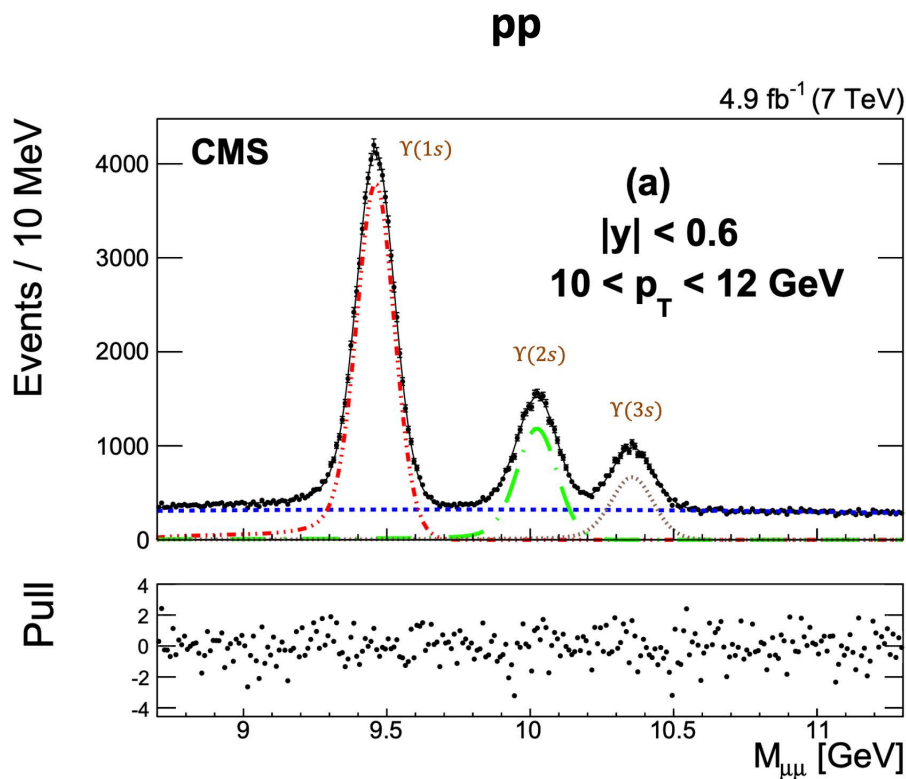 pp
4.9 fb⁻¹ (7 TeV)
CMS
ϒ(1s)
(a)
|y| < 0.6
10 < p_T < 12 GeV
ϒ(2s)
ϒ(3s)
Events / 10 MeV
4000
3000
2000
1000
0
Pull
4
2
0
-2
-4
9 9.5 10 10.5 11
M_μμ [GeV]